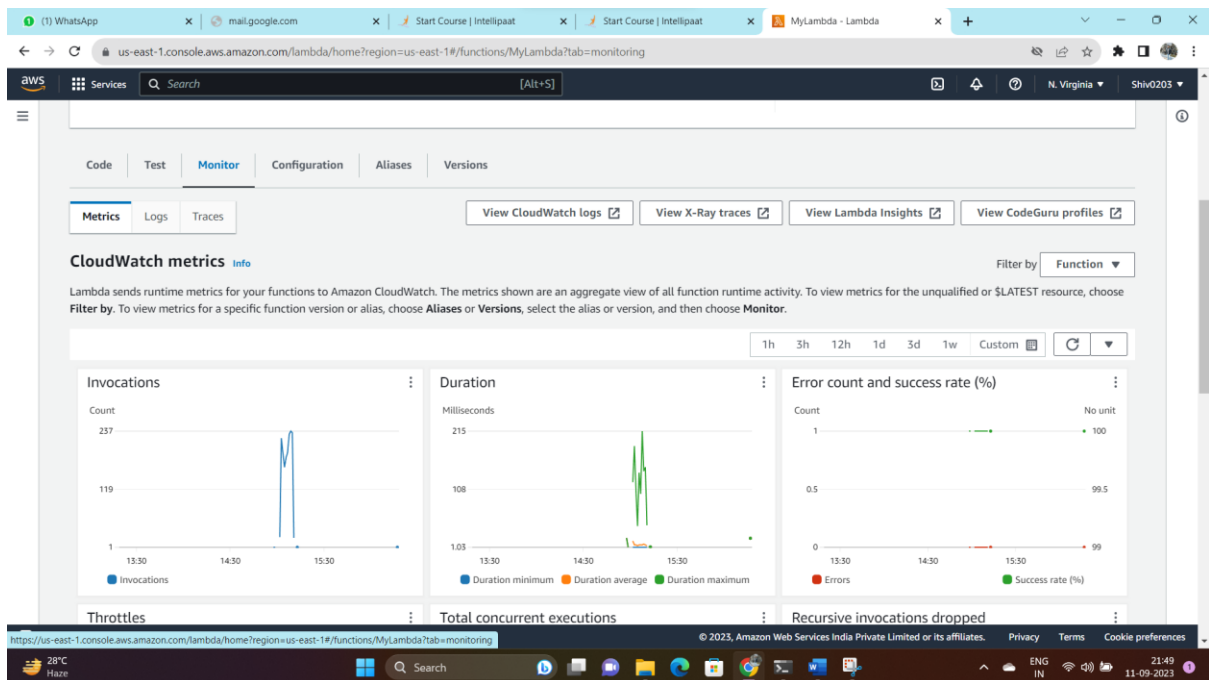 (1) WhatsApp
mail.google.com
Start Course | Intellipaat
Start Course | Intellipaat
MyLambda - Lambda
us-east-1.console.aws.amazon.com/lambda/home?region=us-east-1#/functions/MyLambda?tab=monitoring
aws
Services
Search
[Alt+S]
N. Virginia
Shiv0203
Code
Test
Monitor
Configuration
Aliases
Versions
Metrics
Logs
Traces
View CloudWatch logs
View X-Ray traces
View Lambda Insights
View CodeGuru profiles
CloudWatch metrics Info
Filter by
Function
Lambda sends runtime metrics for your functions to Amazon CloudWatch. The metrics shown are an aggregate view of all function runtime activity. To view metrics for the unqualified or $LATEST resource, choose
Filter by. To view metrics for a specific function version or alias, choose Aliases or Versions, select the alias or version, and then choose Monitor.
1h
3h
12h
1d
3d
1w
Custom
Invocations
Count
237
119
1
13:30
14:30
15:30
Invocations
Duration
Milliseconds
215
108
1.03
13:30
14:30
15:30
Duration minimum
Duration average
Duration maximum
Error count and success rate (%)
Count
No unit
1
100
0.5
99.5
0
99
13:30
14:30
15:30
Errors
Success rate (%)
Throttles
Total concurrent executions
Recursive invocations dropped
https://us-east-1.console.aws.amazon.com/lambda/home?region=us-east-1#/functions/MyLambda?tab=monitoring
© 2023, Amazon Web Services India Private Limited or its affiliates.
Privacy
Terms
Cookie preferences
28°C
Haze
Search
ENG
IN
21:49
11-09-2023
1